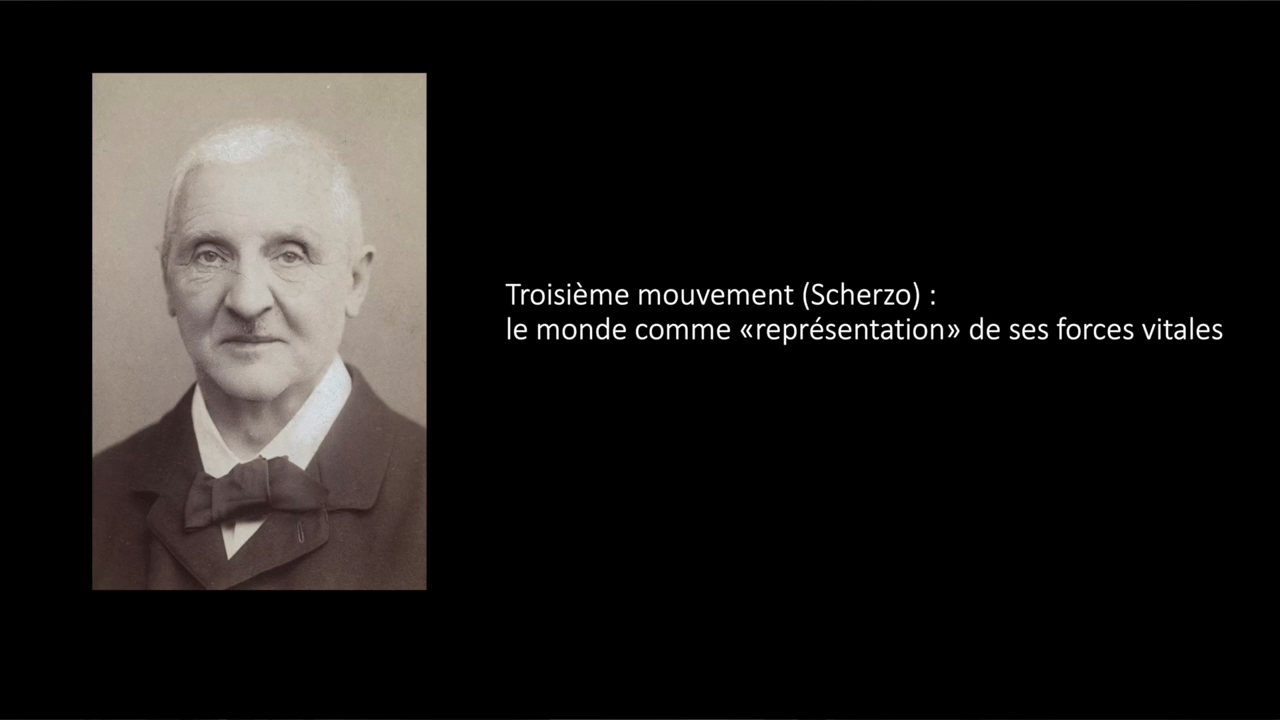 Troisième mouvement (Scherzo) :
le monde comme «représentation» de ses forces vitales